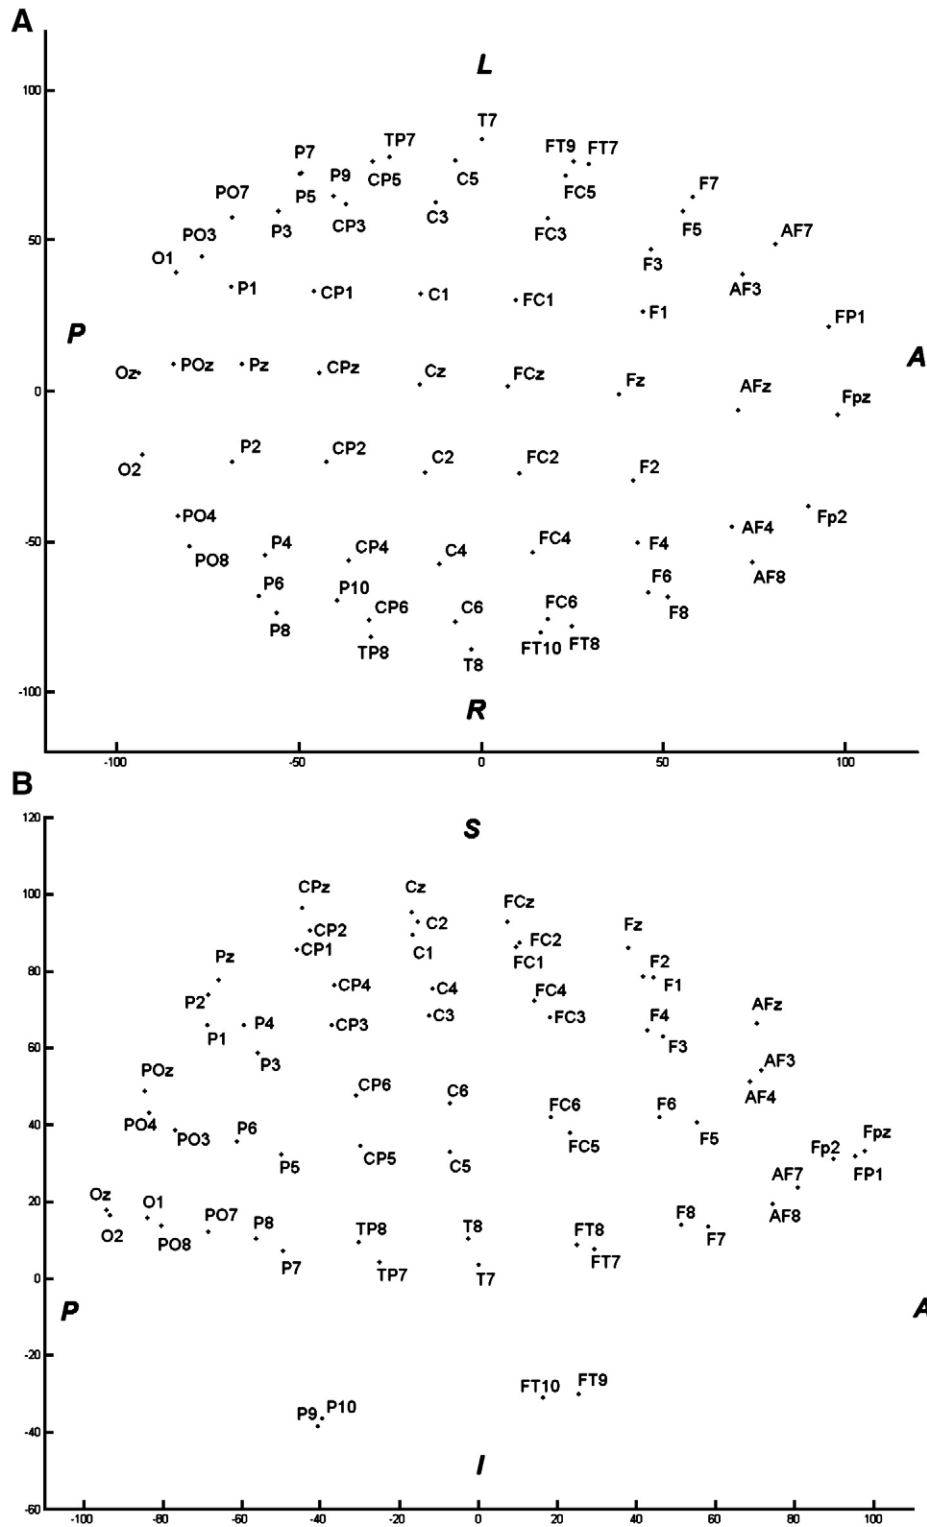 A
L
100
T7
TP7
P7
FT9 FT7
P9
CP5
C5
PO7
P5
FC5
F7
P3
CP3
C3
FC3
F5
PO3
AF7
50
O1
F3
P1
CP1
C1
FC1
AF3
F1
FP1
P
A
Oz
POz
Pz
CPz
Cz
FCz
Fz
AFz
Fpz
0
O2
P2
CP2
C2
FC2
F2
PO4
Fp2
-50
P4
CP4
C4
FC4
F4
AF4
PO8
P6
P10
CP6
C6
FC6
F6
AF8
P8
TP8
T8
FT10 FT8
F8
-100
R
-100 -50 0 50 100
B
120
S
100
CPz
Cz
FCz
CP2
C2
FC2
Fz
CP1
C1
FC1
F2
80
Pz
CP4
C4
FC4
F1
P2
AFz
P1
P4
CP3
C3
FC3
F4
F3
60
P3
AF3
POz
CP6
C6
FC6
F6
AF4
40
PO4
PO3
P6
FC5
F5
Fp2
Fpz
P5
CP5
C5
FP1
AF7
20
Oz
O1
PO7
P8
TP8
T8
FT8
F8
AF8
O2
PO8
P7
TP7
T7
FT7
F7
0
P
A
-20
FT10
FT9
P9
P10
-40
I
-60
-100 -80 -60 -40 -20 0 20 40 60 80 100